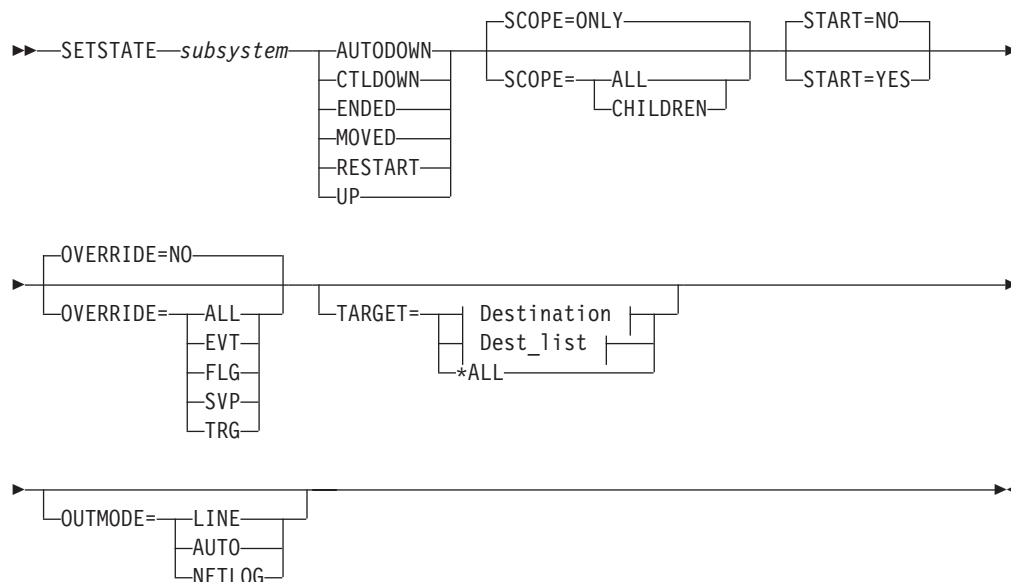 SCOPE=ONLY START=NO
SETSTATE subsystem AUTODOWN
CTLDOWN SCOPE= ALL START=YES
ENDED CHILDREN
MOVED
RESTART
UP
OVERRIDE=NO
OVERRIDE= ALL TARGET= Destination
EVT Dest_list
FLG *ALL
SVP
TRG
OUTMODE= LINE
AUTO
NETLOG